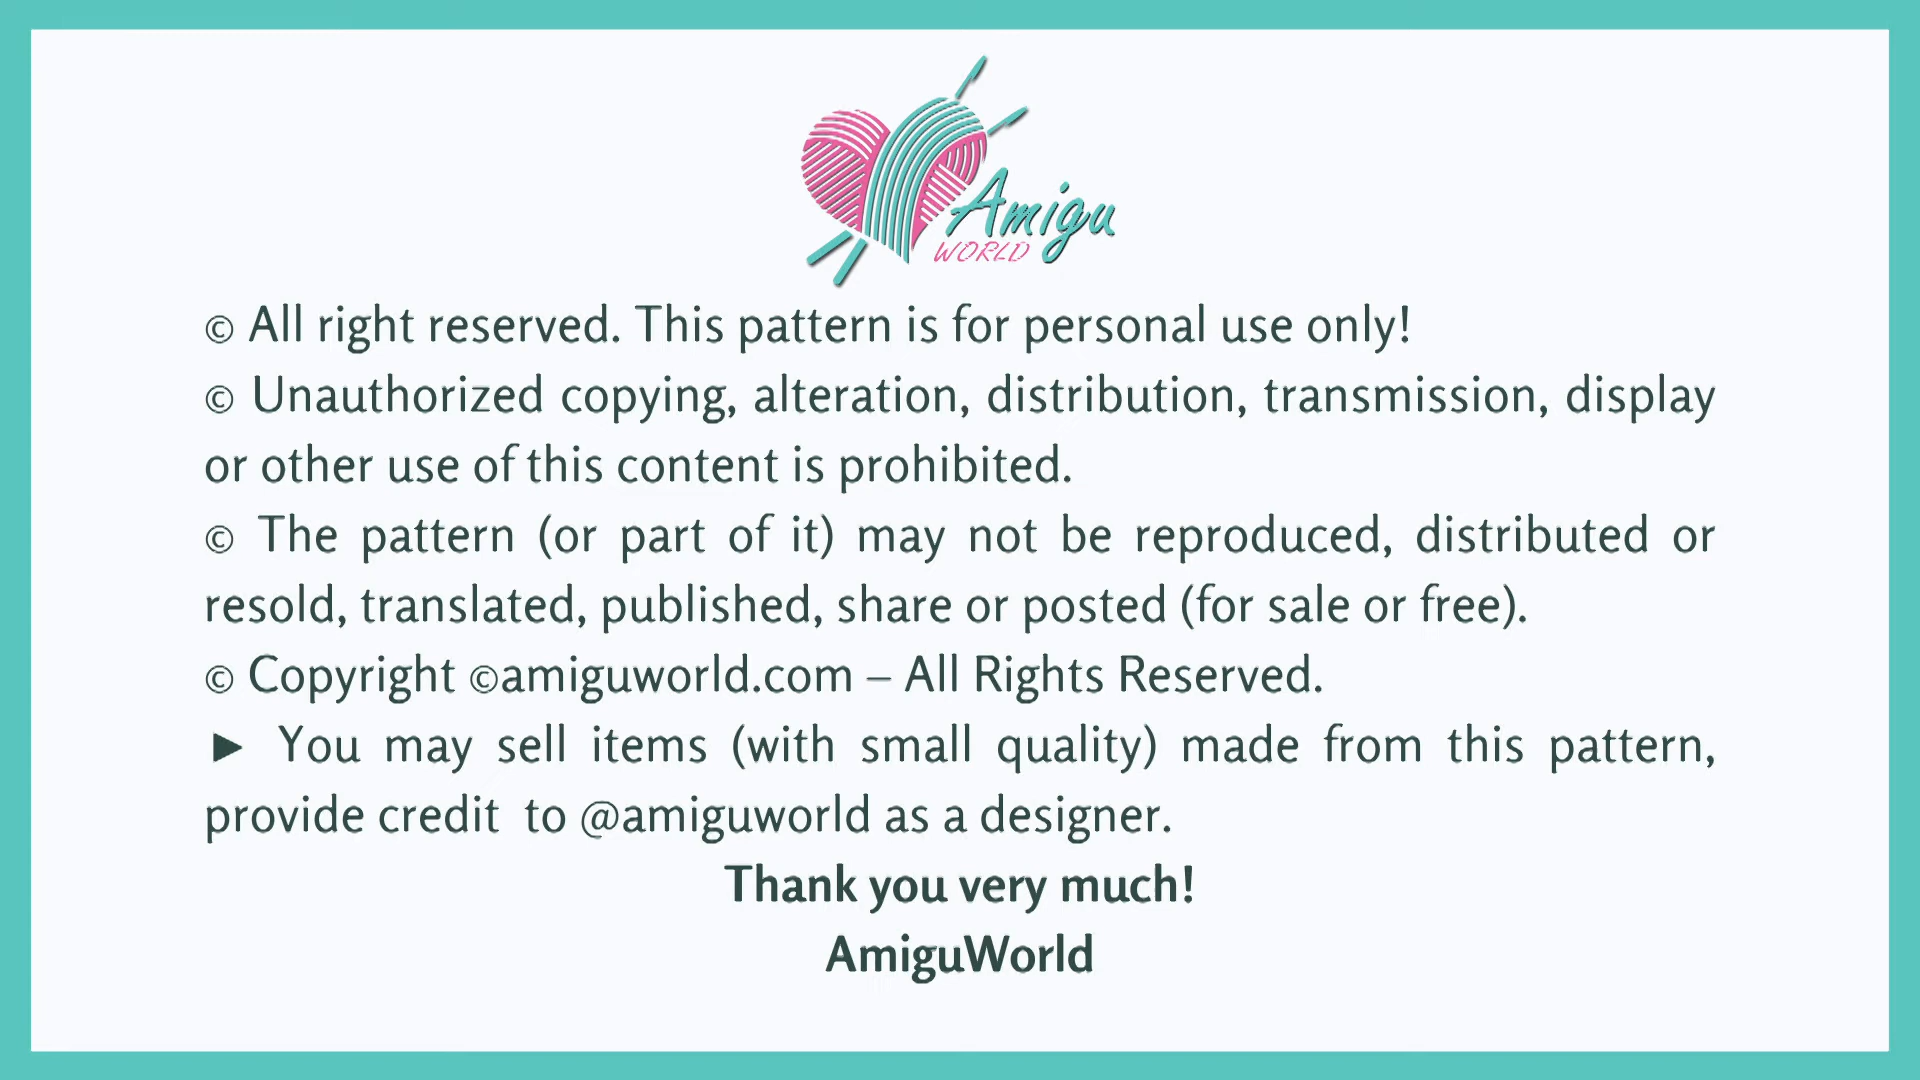 Amigu
WORLD
© All right reserved. This pattern is for personal use only!
© Unauthorized copying, alteration, distribution, transmission, display
or other use of this content is prohibited.
© The pattern (or part of it) may not be reproduced, distributed or
resold, translated, published, share or posted (for sale or free).
© Copyright ©amiguworld.com – All Rights Reserved.
► You may sell items (with small quality) made from this pattern,
provide credit to @amiguworld as a designer.
Thank you very much!
AmiguWorld